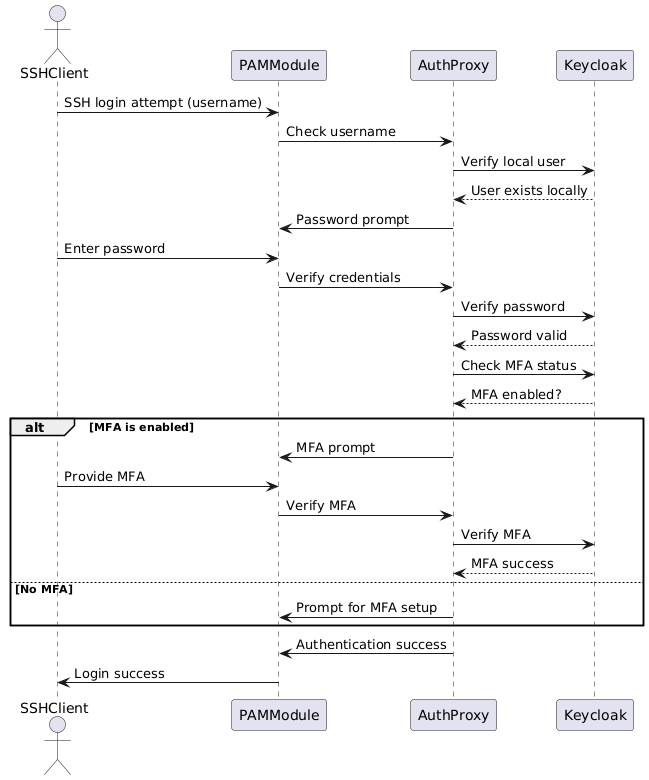 SSHClient
PAMModule
AuthProxy
Keycloak
SSH login attempt (username)
Check username
Verify local user
User exists locally
Password prompt
Enter password
Verify credentials
Verify password
Password valid
Check MFA status
MFA enabled?
alt
[MFA is enabled]
MFA prompt
Provide MFA
Verify MFA
Verify MFA
MFA success
[No MFA]
Prompt for MFA setup
Authentication success
Login success
SSHClient
PAMModule
AuthProxy
Keycloak